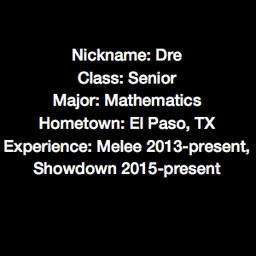 Nickname: Dre
Class: Senior
Major: Mathematics
Hometown: El Paso, TX
Experience: Melee 2013-present,
Showdown 2015-present